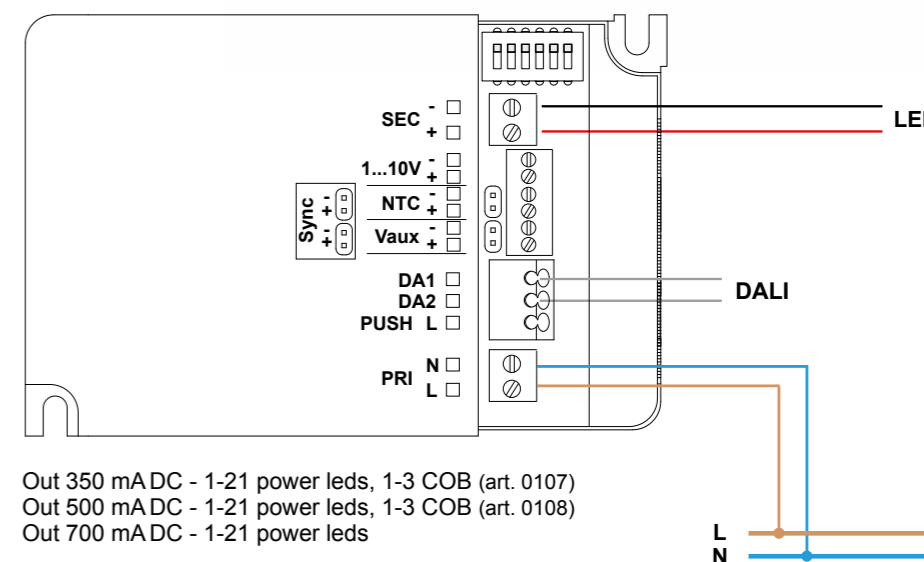 SEC -
+
LE
1...10V -
+
NTC -
+
Vaux -
+
Sync
- +
- +
DA1
DA2
PUSH L
DALI
PRI N
L
Out 350 mA DC - 1-21 power leds, 1-3 COB (art. 0107)
Out 500 mA DC - 1-21 power leds, 1-3 COB (art. 0108)
Out 700 mA DC - 1-21 power leds
L
N